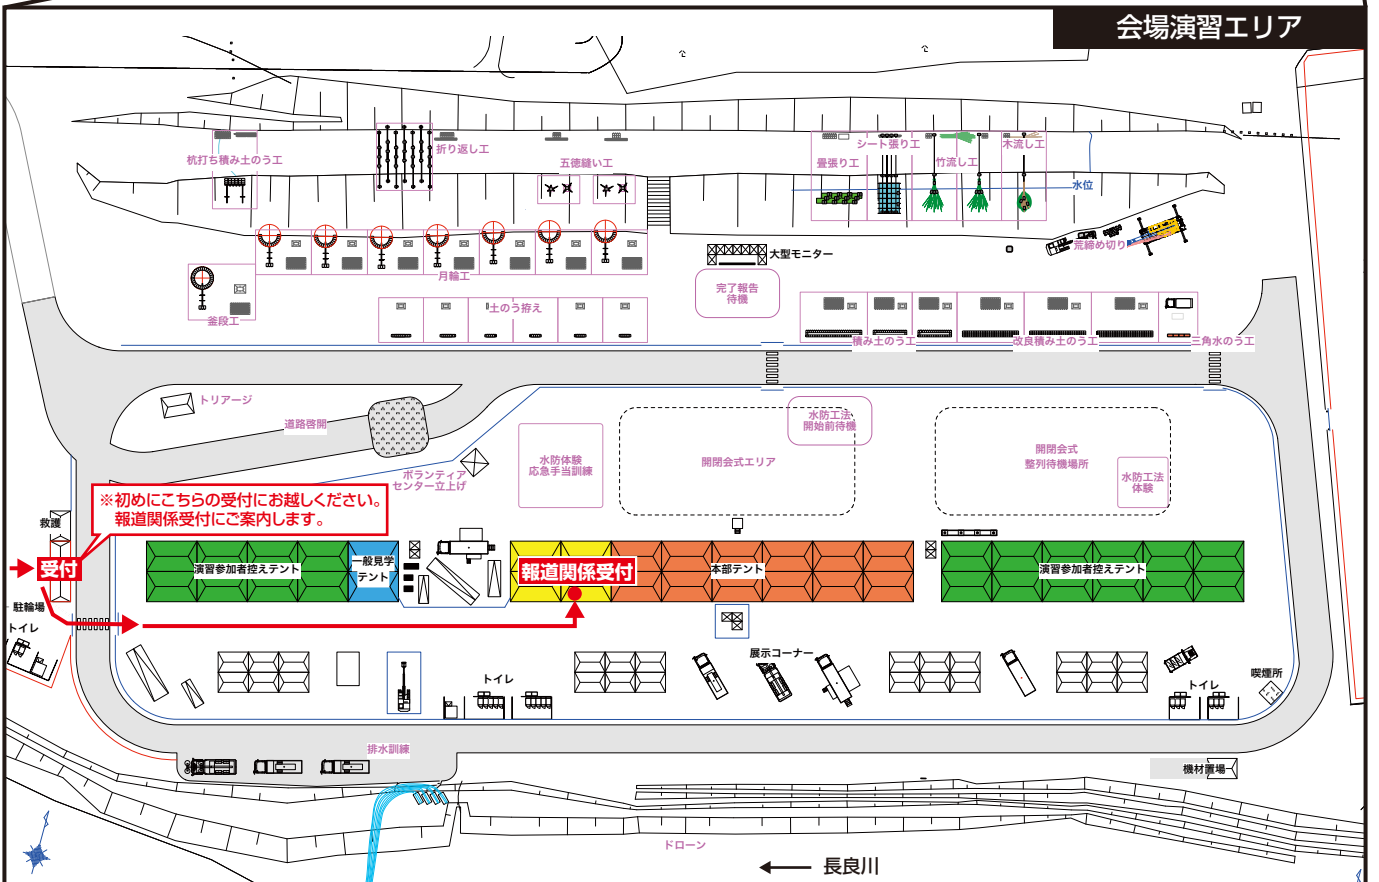 会場演習エリア
杭打ち積み土のう工
折り返し工
五徳縫い工
畳張り工
シート張り工
竹流し工
木流し工
水位
荒締め切り
大型モニター
月輪工
釜段工
土のう拵え
完了報告
待機
積み土のう工
改良積み土のう工
三角水のう工
トリアージ
道路啓開
ボランティア
センター立上げ
水防体験
応急手当訓練
開閉会式エリア
水防工法
開始前待機
開閉会式
整列待機場所
水防工法
体験
※初めにこちらの受付にお越しください。
報道関係受付にご案内します。
救護
受付
駐輪場
トイレ
演習参加者控えテント
一般見学
テント
報道関係受付
本部テント
演習参加者控えテント
トイレ
展示コーナー
トイレ
喫煙所
排水訓練
機材置場
ドローン
長良川